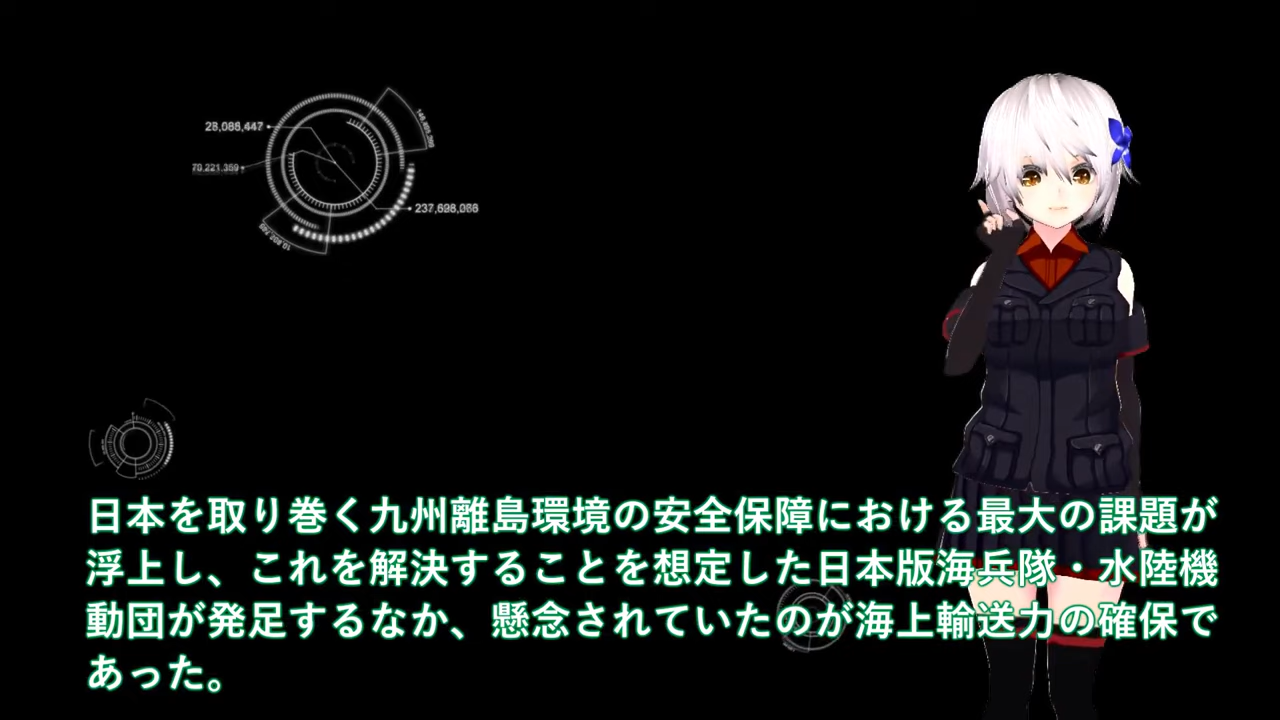 28,086,447
237,698,066
日本を取り巻く九州離島環境の安全保障における最大の課題が
浮上し、これを解決することを想定した日本版海兵隊・水陸機
動団が発足するなか、懸念されていたのが海上輸送力の確保で
あった。